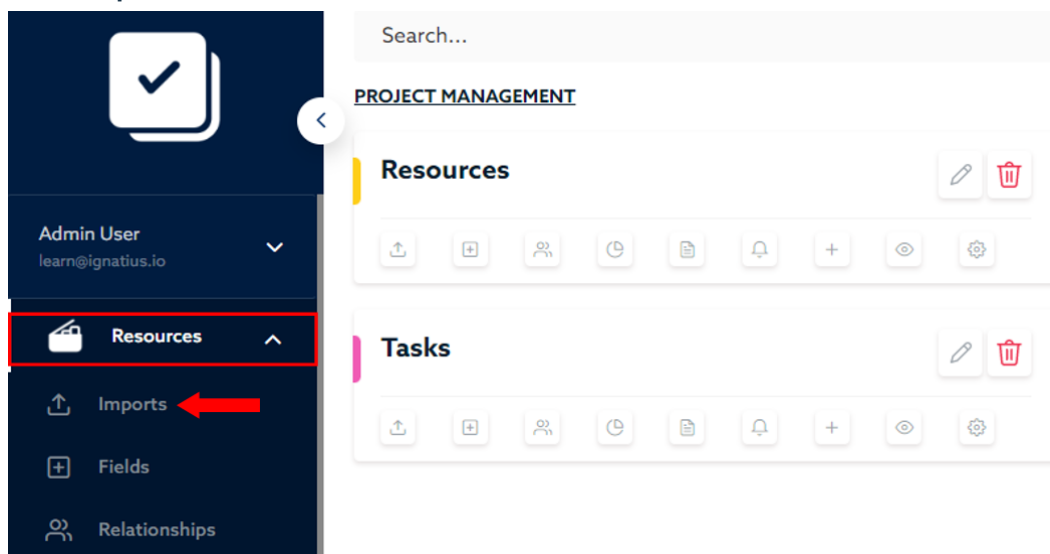 Search...
PROJECT MANAGEMENT
Resources
Admin User
learn@ignatius.io
Resources
Tasks
Imports
Fields
Relationships